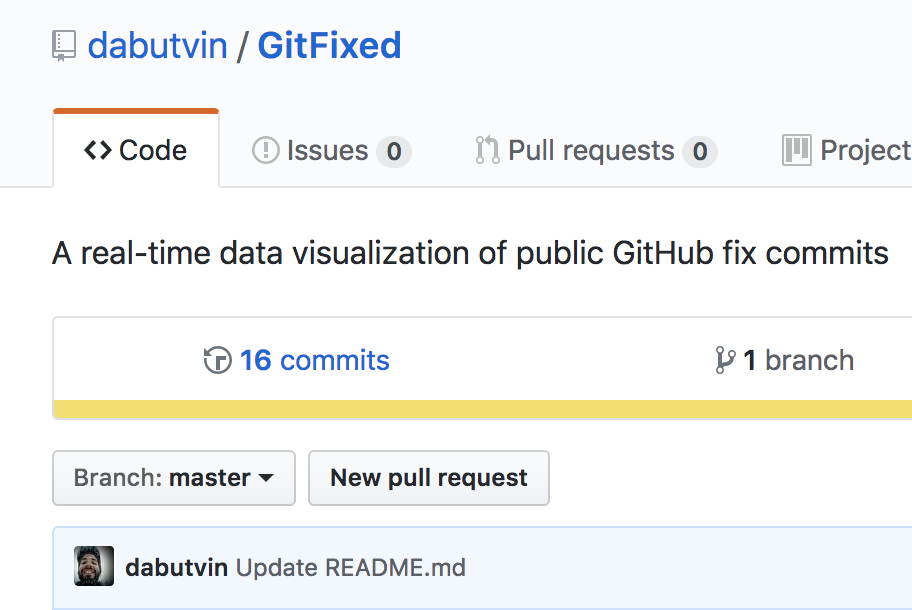 dabutvin / GitFixed
Code Issues 0 Pull requests 0 Project
A real-time data visualization of public GitHub fix commits
16 commits 1 branch
Branch: master New pull request
dabutvin Update README.md